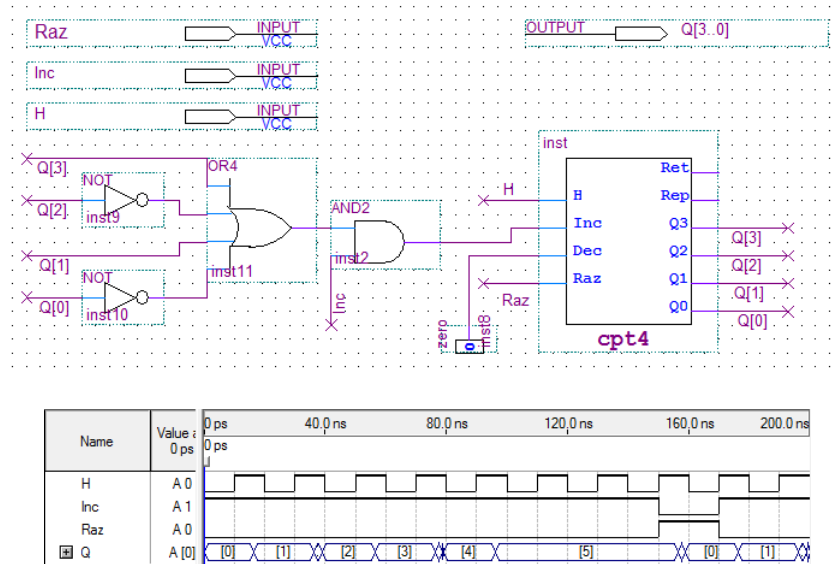 Raz INPUT VCC OUTPUT Q[3..0]
Inc INPUT VCC
H INPUT VCC
inst
Q[3] OR4 Ret
NOT H H Rep
Q[2] inst9 AND2 Inc Q3 Q[3]
Dec Q2 Q[2]
Q[1] inst11 inst2 Raz Raz Q1 Q[1]
NOT Q0 Q[0]
Q[0] inst10 Inc zero 0 inst8 cpt4
Name Value a 0 ps 0 ps 40.0 ns 80.0 ns 120.0 ns 160.0 ns 200.0 ns
0 ps
H A 0
Inc A 1
Raz A 0
Q A [0] [0] [1] [2] [3] [4] [5] [0] [1]